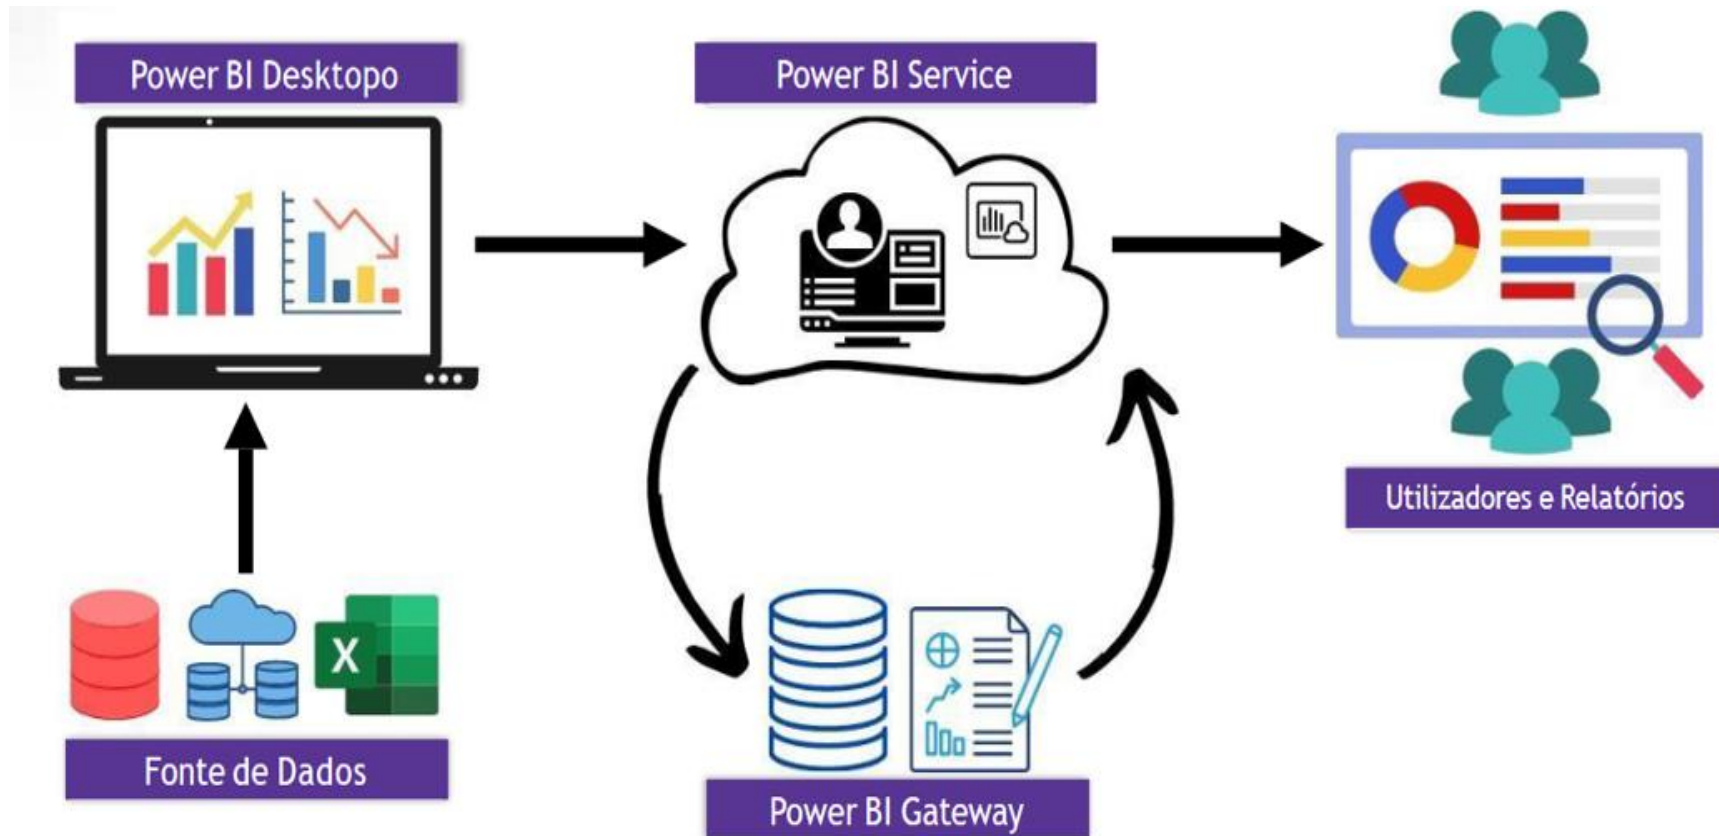 Power BI Desktopo
Power BI Service
Utilizadores e Relatórios
X
Fonte de Dados
Power BI Gateway